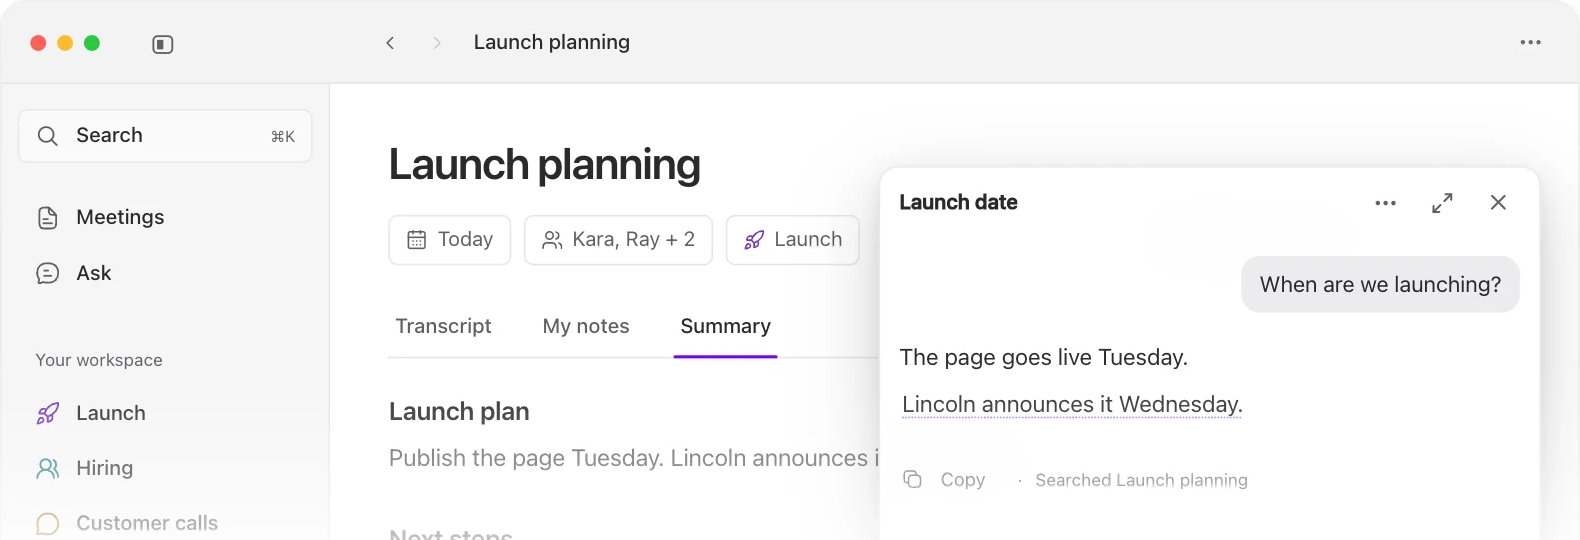 Launch planning
Search ⌘K
Meetings
Ask
Your workspace
Launch
Hiring
Customer calls
Launch planning
Today
Kara, Ray + 2
Launch
Transcript My notes Summary
Launch plan
Publish the page Tuesday. Lincoln announces i
Next steps
Launch date
When are we launching?
The page goes live Tuesday.
Lincoln announces it Wednesday.
Copy · Searched Launch planning